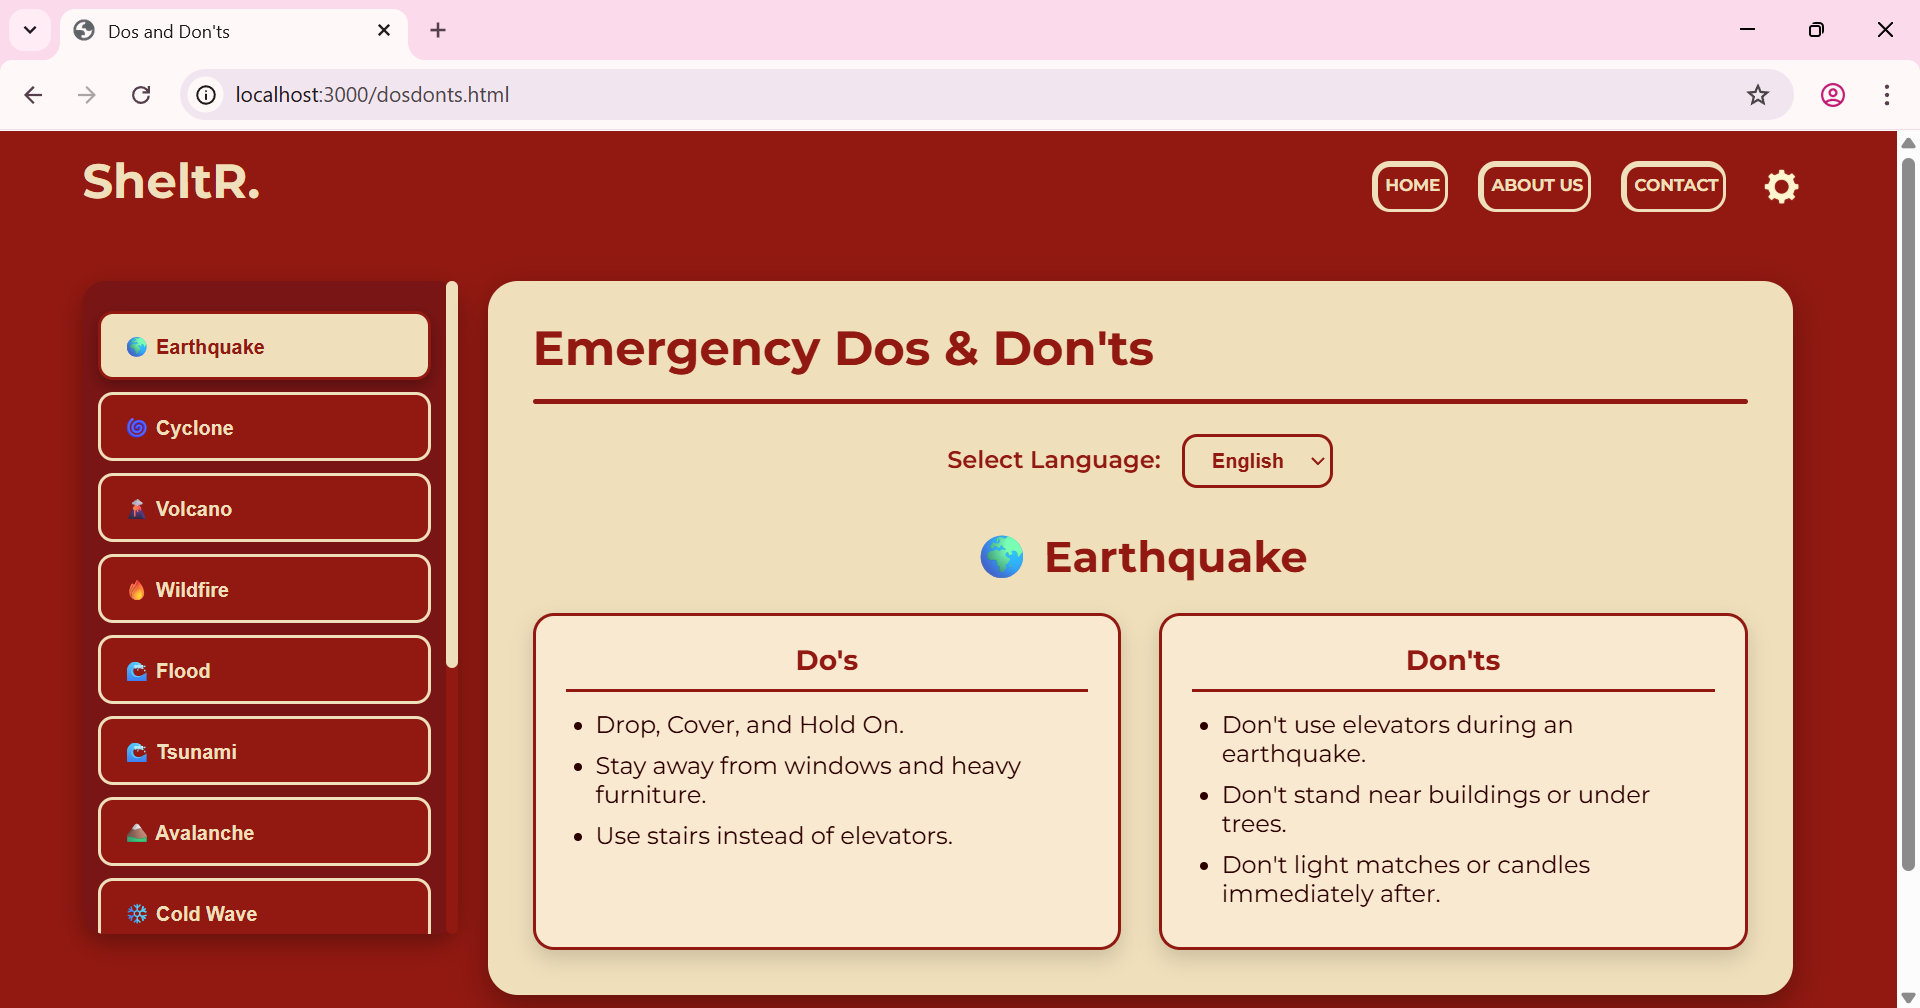 Dos and Don'ts
localhost:3000/dosdonts.html
SheltR.
HOME
ABOUT US
CONTACT
Earthquake
Cyclone
Volcano
Wildfire
Flood
Tsunami
Avalanche
Cold Wave
Emergency Dos & Don'ts
Select Language:
English
Earthquake
Do's
Drop, Cover, and Hold On.
Stay away from windows and heavy
furniture.
Use stairs instead of elevators.
Don'ts
Don't use elevators during an
earthquake.
Don't stand near buildings or under
trees.
Don't light matches or candles
immediately after.